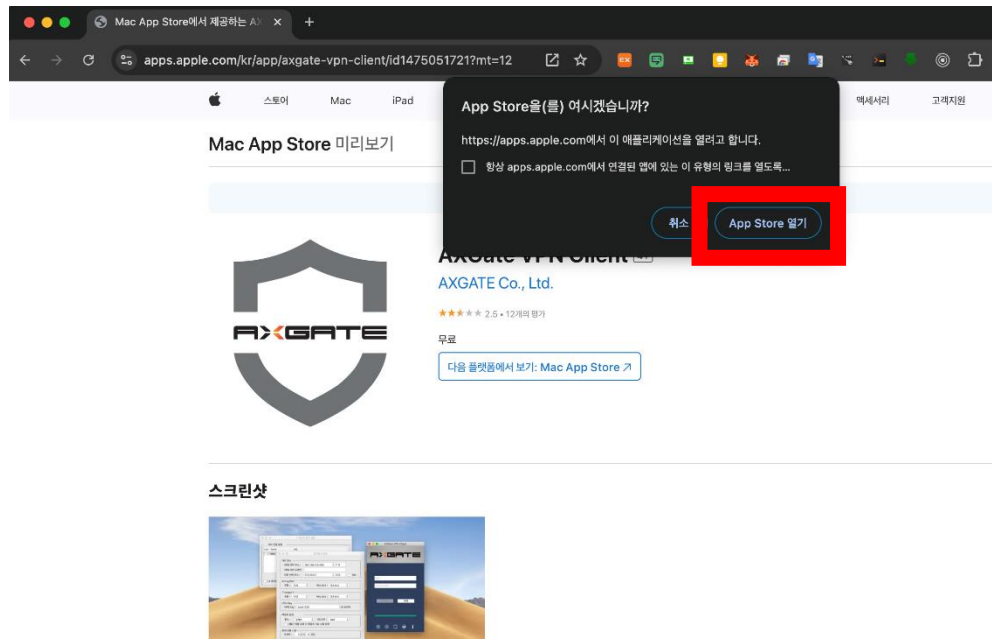 Mac App Store에서 제공하는 AX
apps.apple.com/kr/app/axgate-vpn-client/id1475051721?mt=12
스토어 Mac iPad 액세서리 고객지원
App Store을(를) 여시겠습니까?
https://apps.apple.com에서 이 애플리케이션을 열려고 합니다.
항상 apps.apple.com에서 연결된 앱에 있는 이 유형의 링크를 열도록...
취소 App Store 열기
Mac App Store 미리보기
AXGate VPN Client
AXGATE Co., Ltd.
★★★★★ 2.5 • 12개의 평가
무료
다음 플랫폼에서 보기: Mac App Store ↗
AXGATE
스크린샷
AXGATE